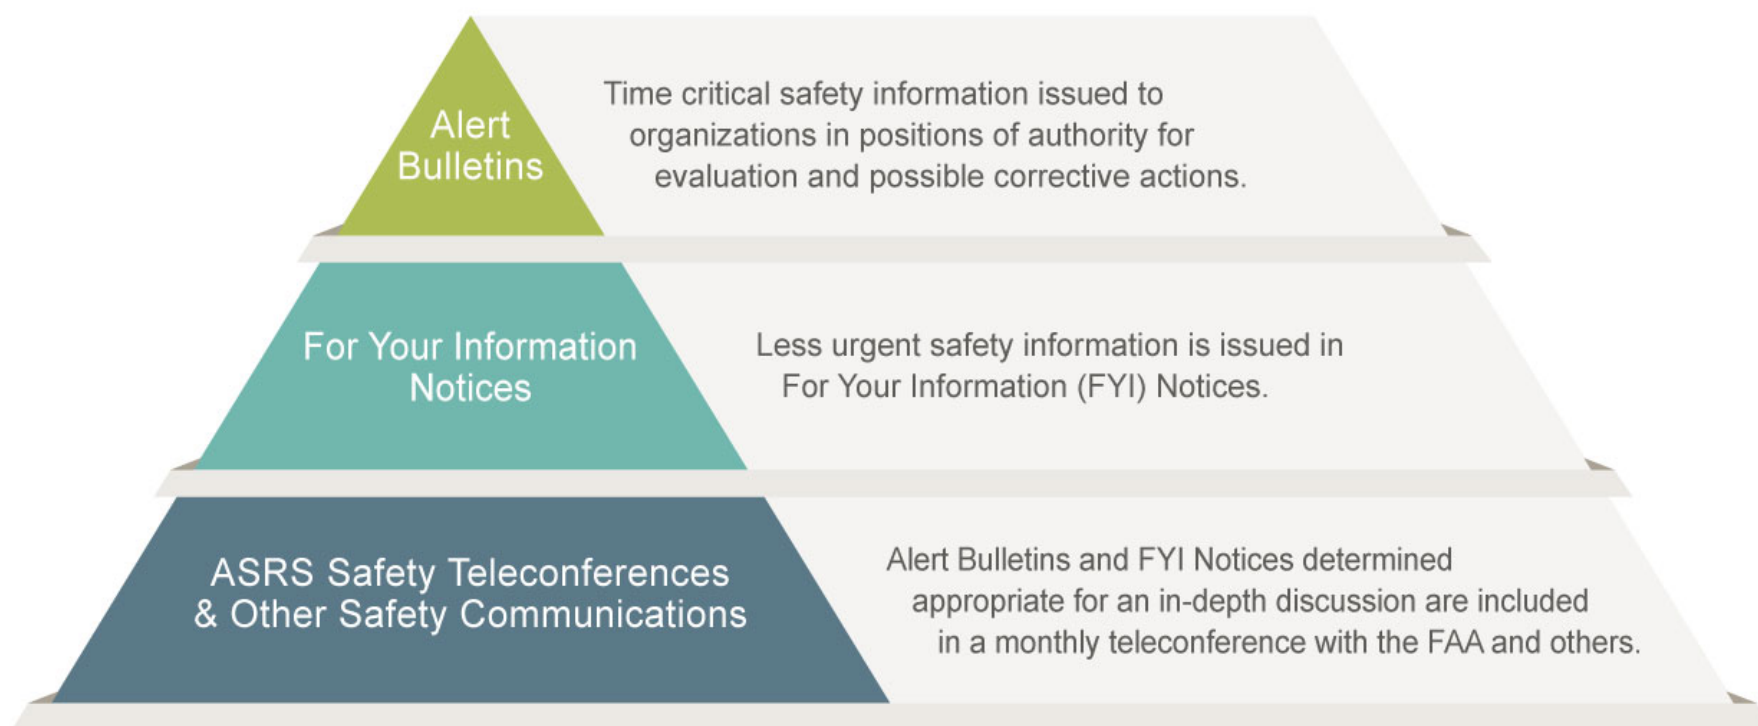 Alert
Bulletins
Time critical safety information issued to
organizations in positions of authority for
evaluation and possible corrective actions.
For Your Information
Notices
Less urgent safety information is issued in
For Your Information (FYI) Notices.
ASRS Safety Teleconferences
& Other Safety Communications
Alert Bulletins and FYI Notices determined
appropriate for an in-depth discussion are included
in a monthly teleconference with the FAA and others.